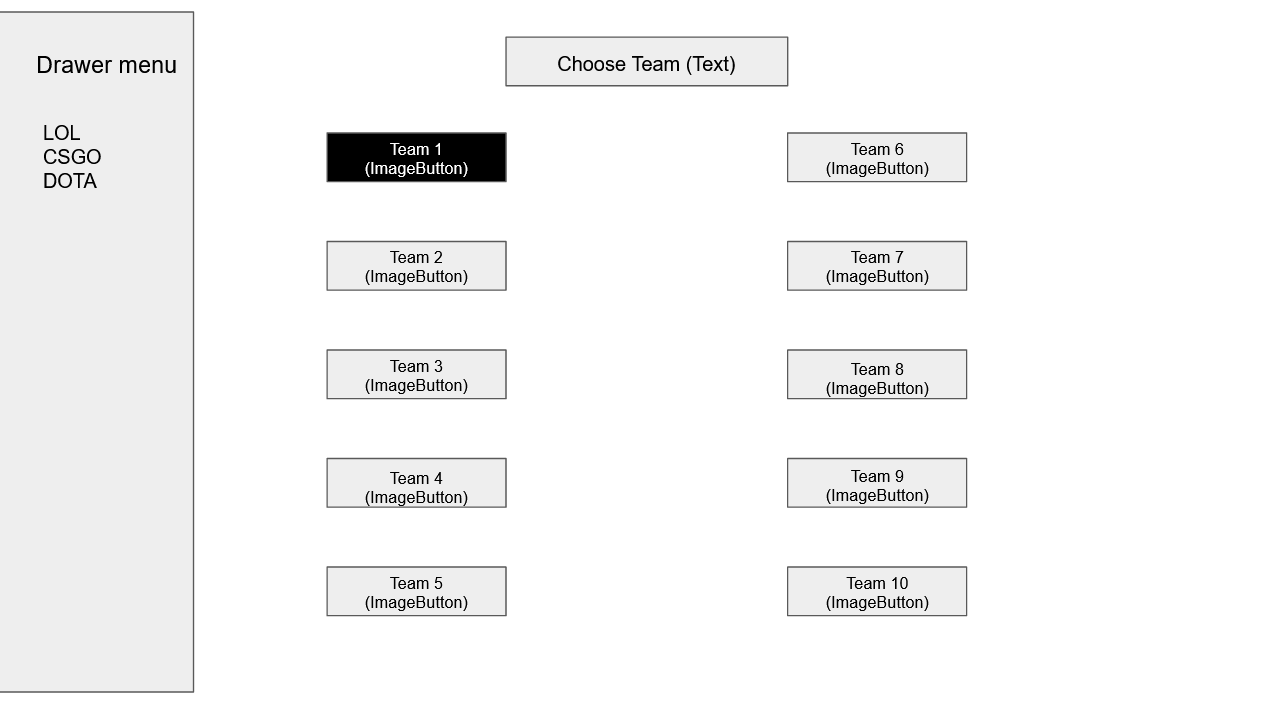 Drawer menu
LOL
CSGO
DOTA
Choose Team (Text)
Team 1
(ImageButton)
Team 2
(ImageButton)
Team 3
(ImageButton)
Team 4
(ImageButton)
Team 5
(ImageButton)
Team 6
(ImageButton)
Team 7
(ImageButton)
Team 8
(ImageButton)
Team 9
(ImageButton)
Team 10
(ImageButton)